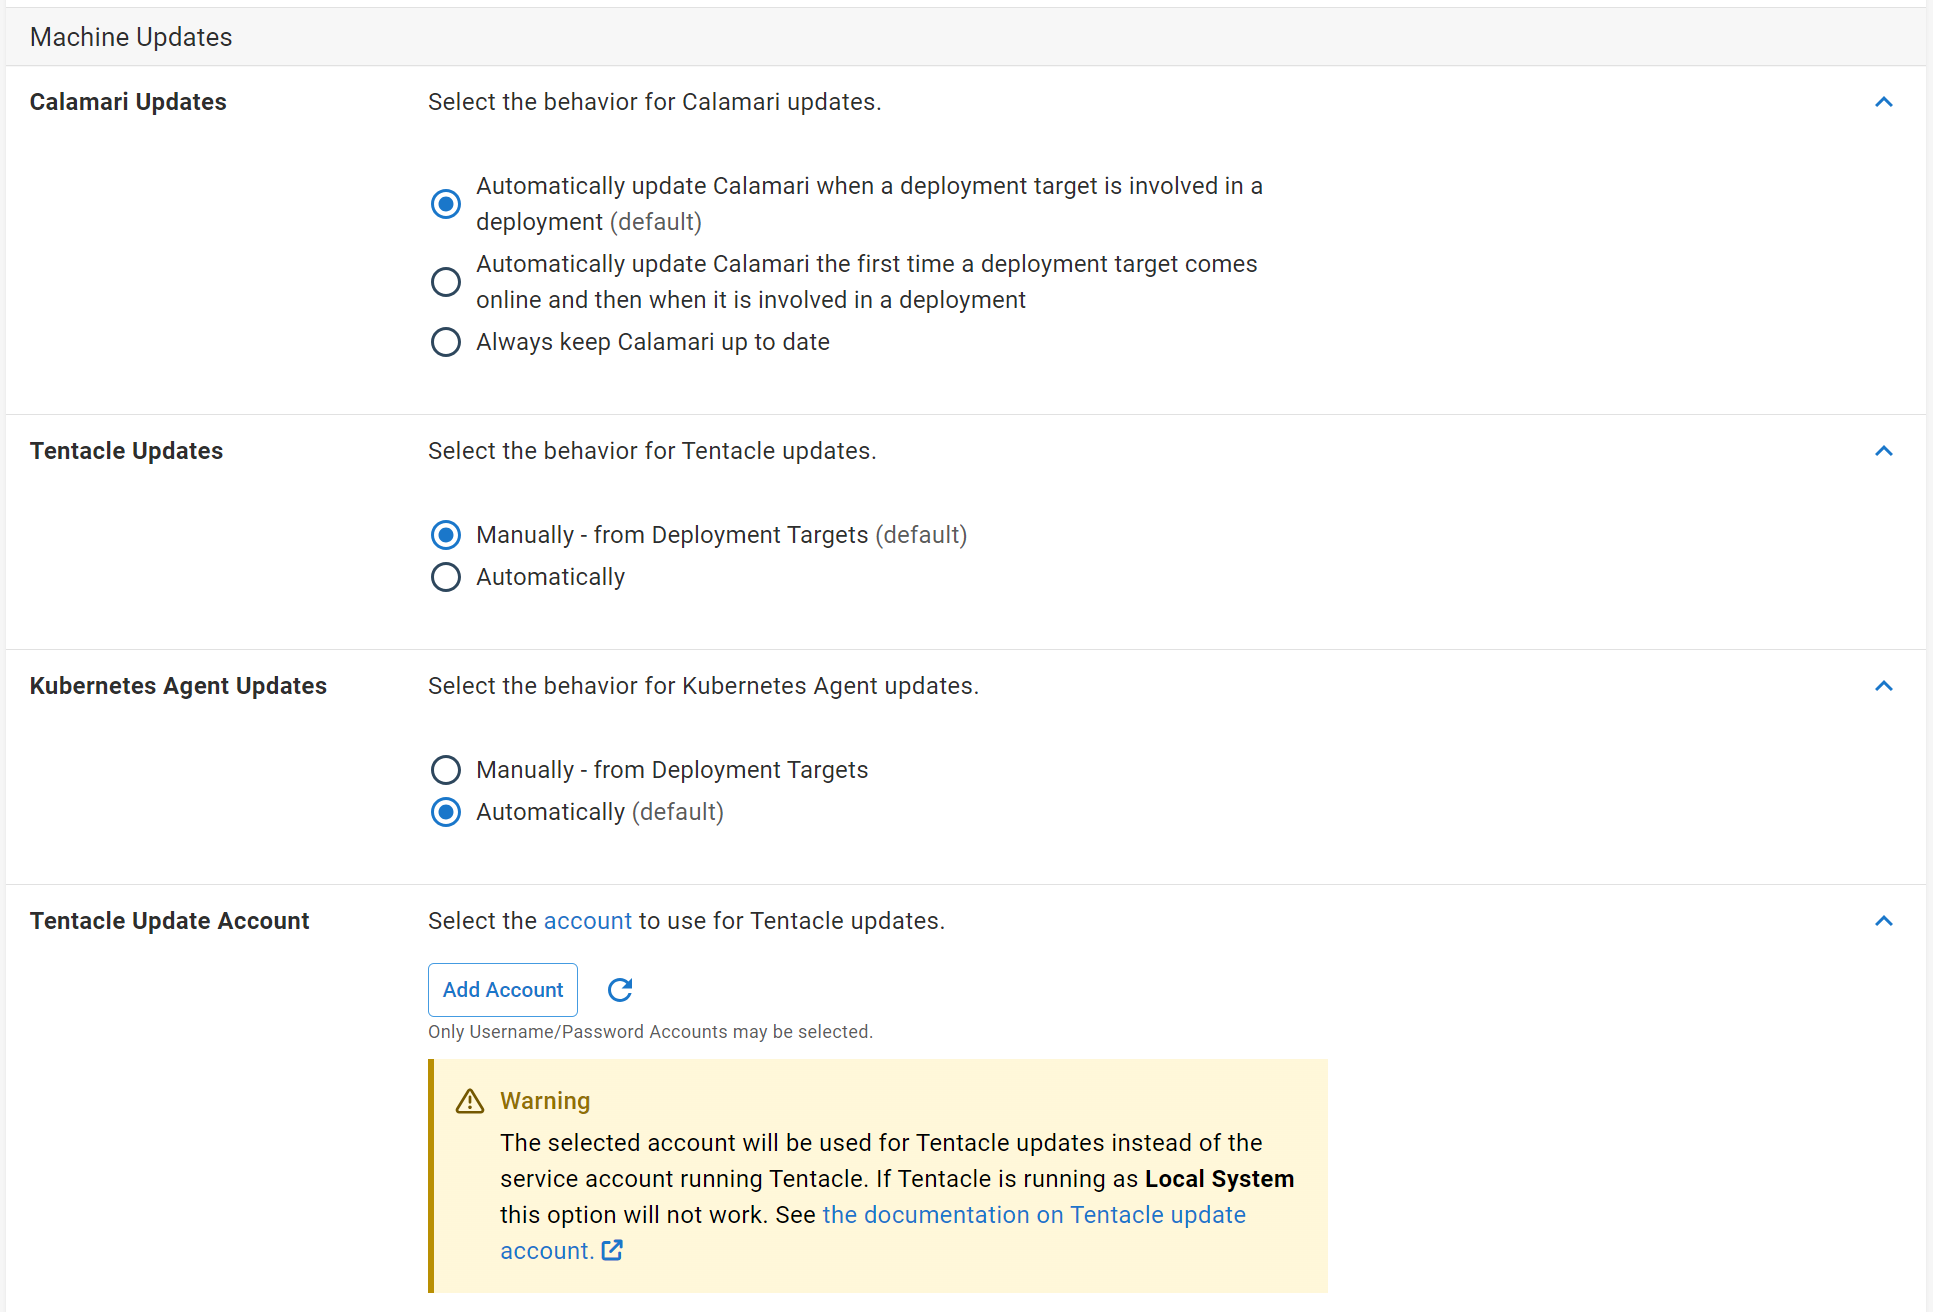 Machine Updates
Calamari Updates
Select the behavior for Calamari updates.
Automatically update Calamari when a deployment target is involved in a
deployment (default)
Automatically update Calamari the first time a deployment target comes
online and then when it is involved in a deployment
Always keep Calamari up to date
Tentacle Updates
Select the behavior for Tentacle updates.
Manually - from Deployment Targets (default)
Automatically
Kubernetes Agent Updates
Select the behavior for Kubernetes Agent updates.
Manually - from Deployment Targets
Automatically (default)
Tentacle Update Account
Select the account to use for Tentacle updates.
Add Account
Only Username/Password Accounts may be selected.
Warning
The selected account will be used for Tentacle updates instead of the
service account running Tentacle. If Tentacle is running as Local System
this option will not work. See the documentation on Tentacle update
account.